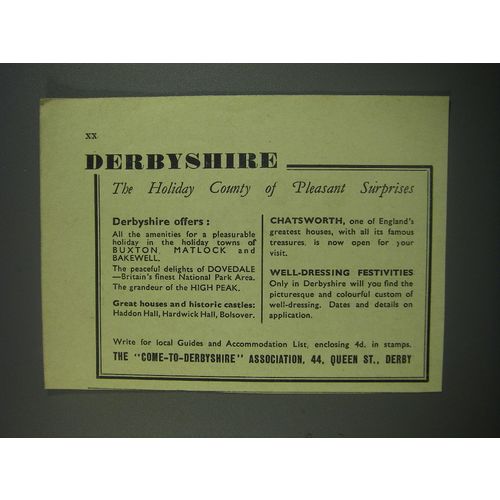 xx
DERBYSHIRE
The Holiday County of Pleasant Surprises
Derbyshire offers :
All the amenities for a pleasurable
holiday in the holiday towns of
BUXTON, MATLOCK and
BAKEWELL.
The peaceful delights of DOVEDALE
—Britain's finest National Park Area.
The grandeur of the HIGH PEAK.
Great houses and historic castles:
Haddon Hall, Hardwick Hall, Bolsover.
CHATSWORTH, one of England's
greatest houses, with all its famous
treasures, is now open for your
visit.
WELL-DRESSING FESTIVITIES
Only in Derbyshire will you find the
picturesque and colourful custom of
well-dressing. Dates and details on
application.
Write for local Guides and Accommodation List, enclosing 4d. in stamps.
THE "COME-TO-DERBYSHIRE" ASSOCIATION, 44, QUEEN ST., DERBY